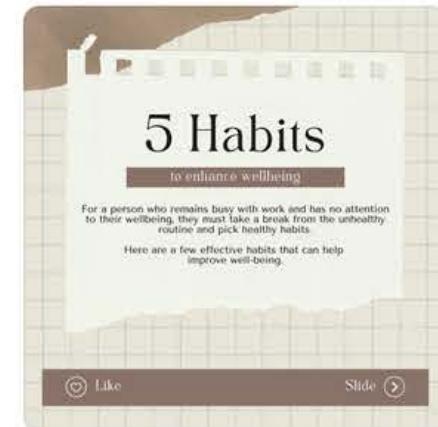 5 Habits
to enhance wellbeing
For a person who remains busy with work and has no attention
to their wellbeing, they must take a break from the unhealthy
routine and pick healthy habits.
Here are a few effective habits that can help
improve well-being.
Like
Slide